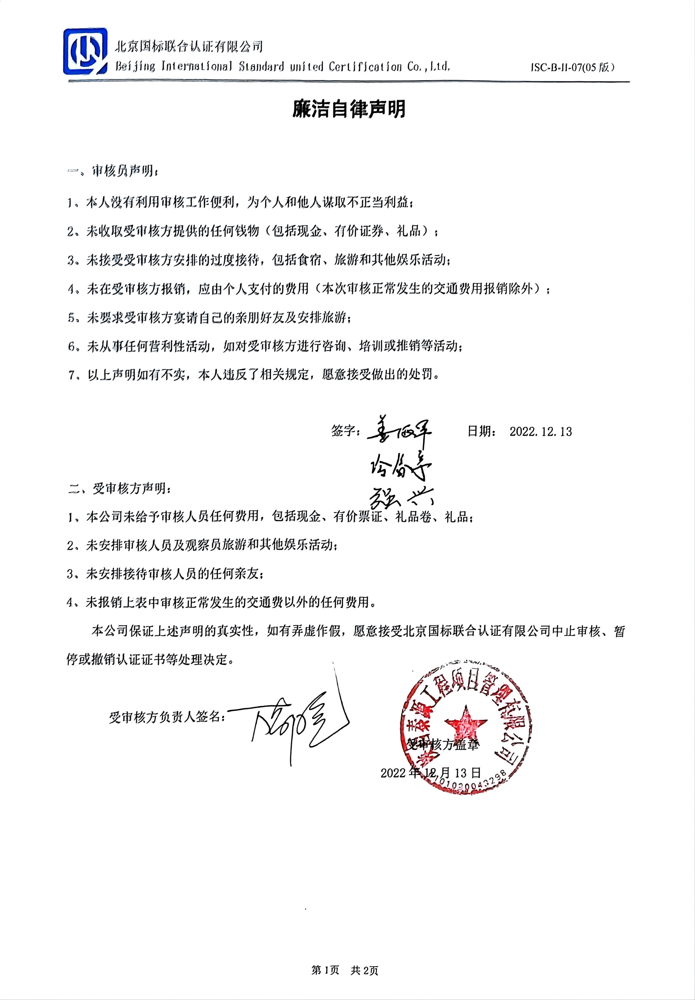 北京国标联合认证有限公司
Beijing International Standard united Certification Co.,Ltd.
ISC-B-II-07(05版)
廉洁自律声明
一、审核员声明:
1、本人没有利用审核工作便利，为个人和他人谋取不正当利益；
2、未收取受审核方提供的任何钱物（包括现金、有价证券、礼品）；
3、未接受受审核方安排的过度接待，包括食宿、旅游和其他娱乐活动；
4、未在受审核方报销，应由个人支付的费用（本次审核正常发生的交通费用报销除外）；
5、未要求受审核方宴请自己的亲朋好友及安排旅游；
6、未从事任何营利性活动，如对受审核方进行咨询、培训或推销等活动；
7、以上声明如有不实，本人违反了相关规定，愿意接受做出的处罚。
签字: 日期: 2022.12.13
强兴
二、受审核方声明:
1、本公司未给予审核人员任何费用，包括现金、有价票证、礼品卷、礼品；
2、未安排审核人员及观察员旅游和其他娱乐活动；
3、未安排接待审核人员的任何亲友；
4、未报销上表中审核正常发生的交通费以外的任何费用。
本公司保证上述声明的真实性，如有弄虚作假，愿意接受北京国标联合认证有限公司中止审核、暂
停或撤销认证证书等处理决定。
工程项目管理有限公司
受审核方负责人签名:
受审核方盖章
2022年12月13日
第1页 共2页